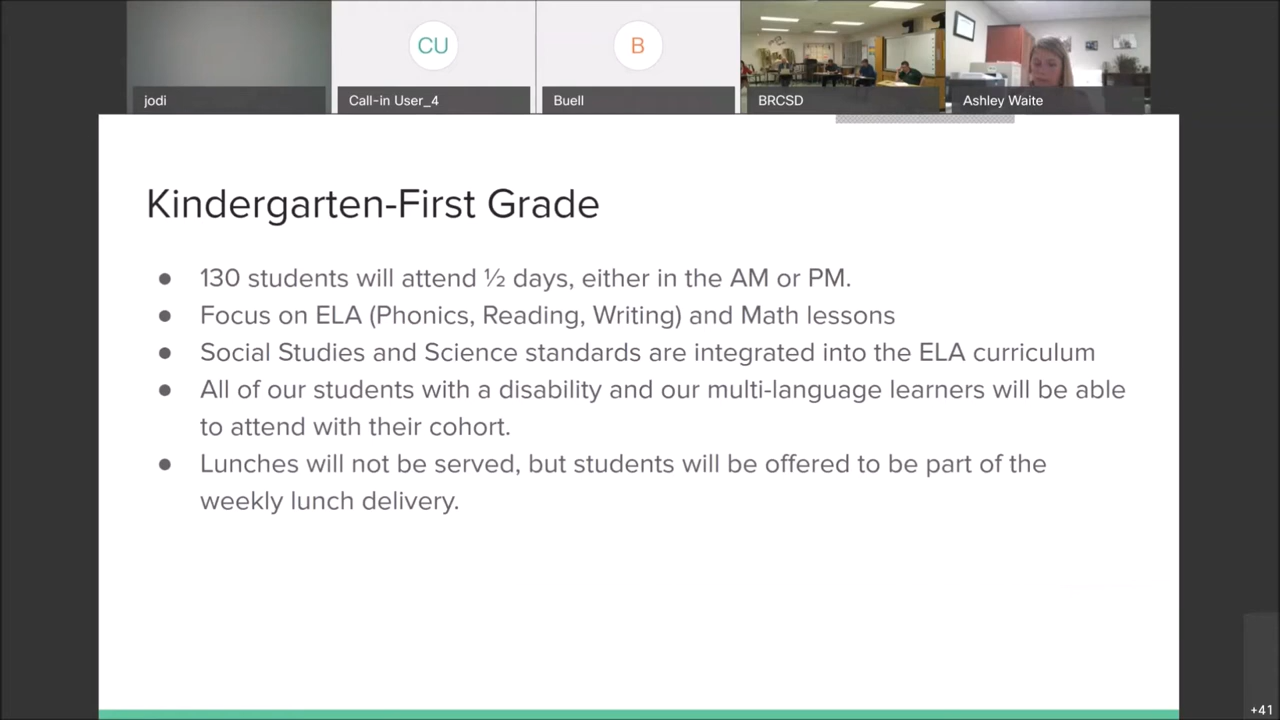 CU
B
jodi
Call-in User_4
Buell
BRCSD
Ashley Waite
Kindergarten-First Grade
● 130 students will attend ½ days, either in the AM or PM.
● Focus on ELA (Phonics, Reading, Writing) and Math lessons
● Social Studies and Science standards are integrated into the ELA curriculum
● All of our students with a disability and our multi-language learners will be able
to attend with their cohort.
● Lunches will not be served, but students will be offered to be part of the
weekly lunch delivery.
+41